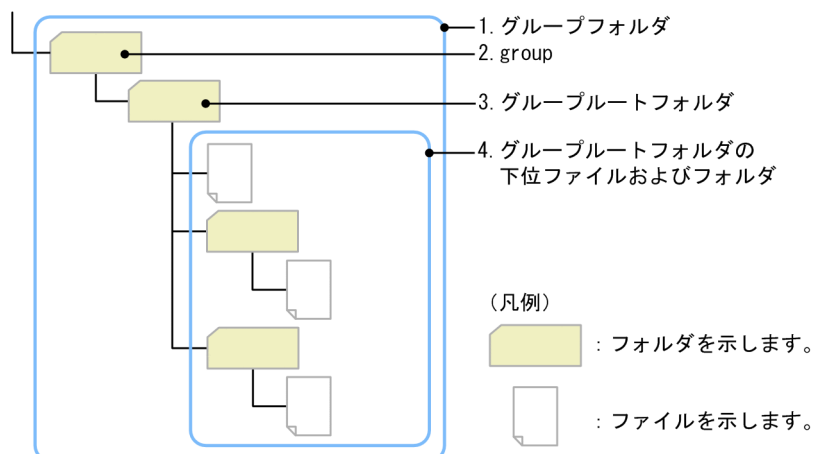 1. グループフォルダ
2. group
3. グループルートフォルダ
4. グループルートフォルダの
下位ファイルおよびフォルダ
(凡例)
: フォルダを示します。
: ファイルを示します。